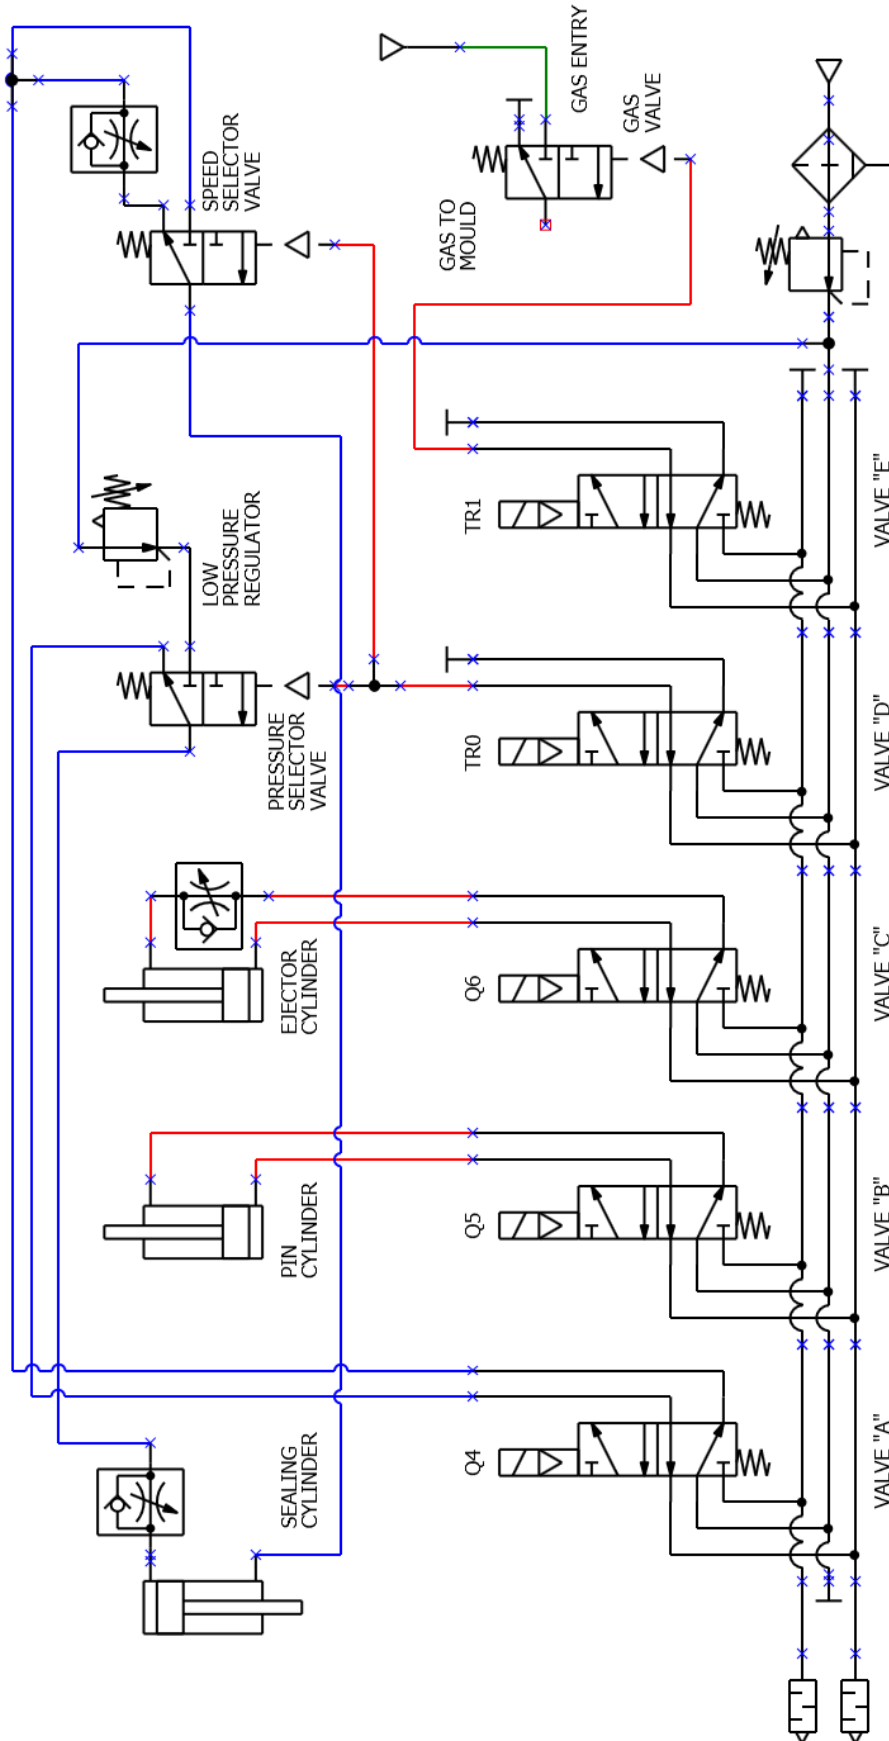 SPEED
SELECTOR
VALVE
GAS ENTRY
GAS
VALVE
GAS TO
MOULD
LOW
PRESSURE
REGULATOR
PRESSURE
SELECTOR
VALVE
EJECTOR
CYLINDER
PIN
CYLINDER
SEALING
CYLINDER
TR1
TR0
Q6
Q5
Q4
VALVE "E"
VALVE "D"
VALVE "C"
VALVE "B"
VALVE "A"